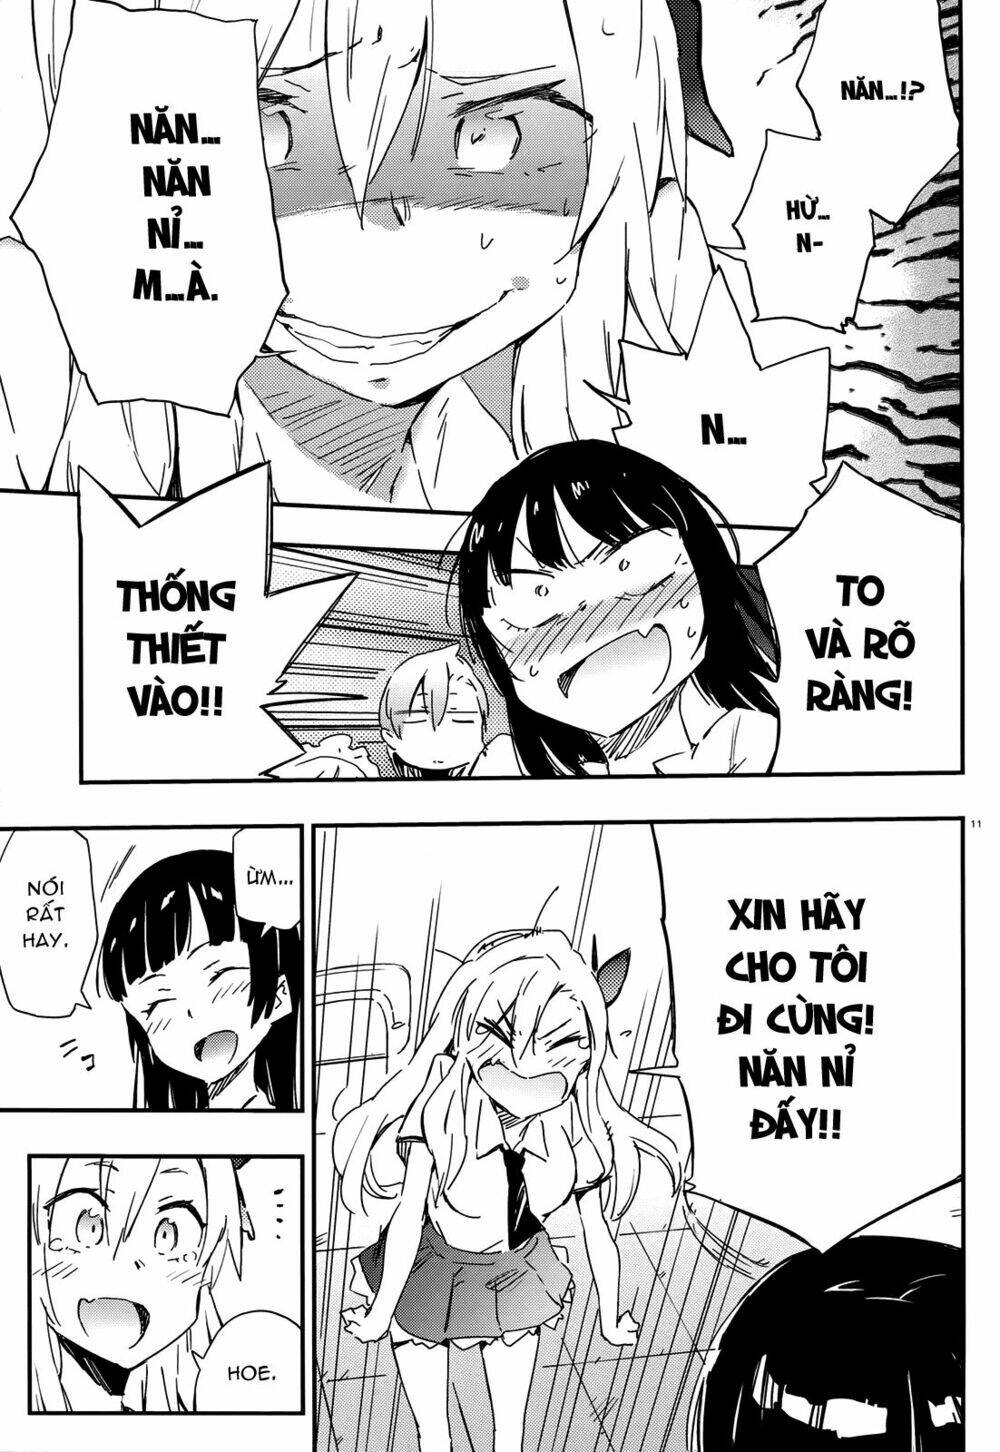 NĂN...!?
HỪ...
N-
NĂN...
NĂN
NỈ...
M...À.
N...
TO
VÀ RÕ
RÀNG!
THỐNG
THIẾT
VÀO!!
11
XIN HÃY
CHO TÔI
ĐI CÙNG!
NĂN NỈ
ĐẤY!!
ỪM...
NÓI
RẤT
HAY.
HOE.